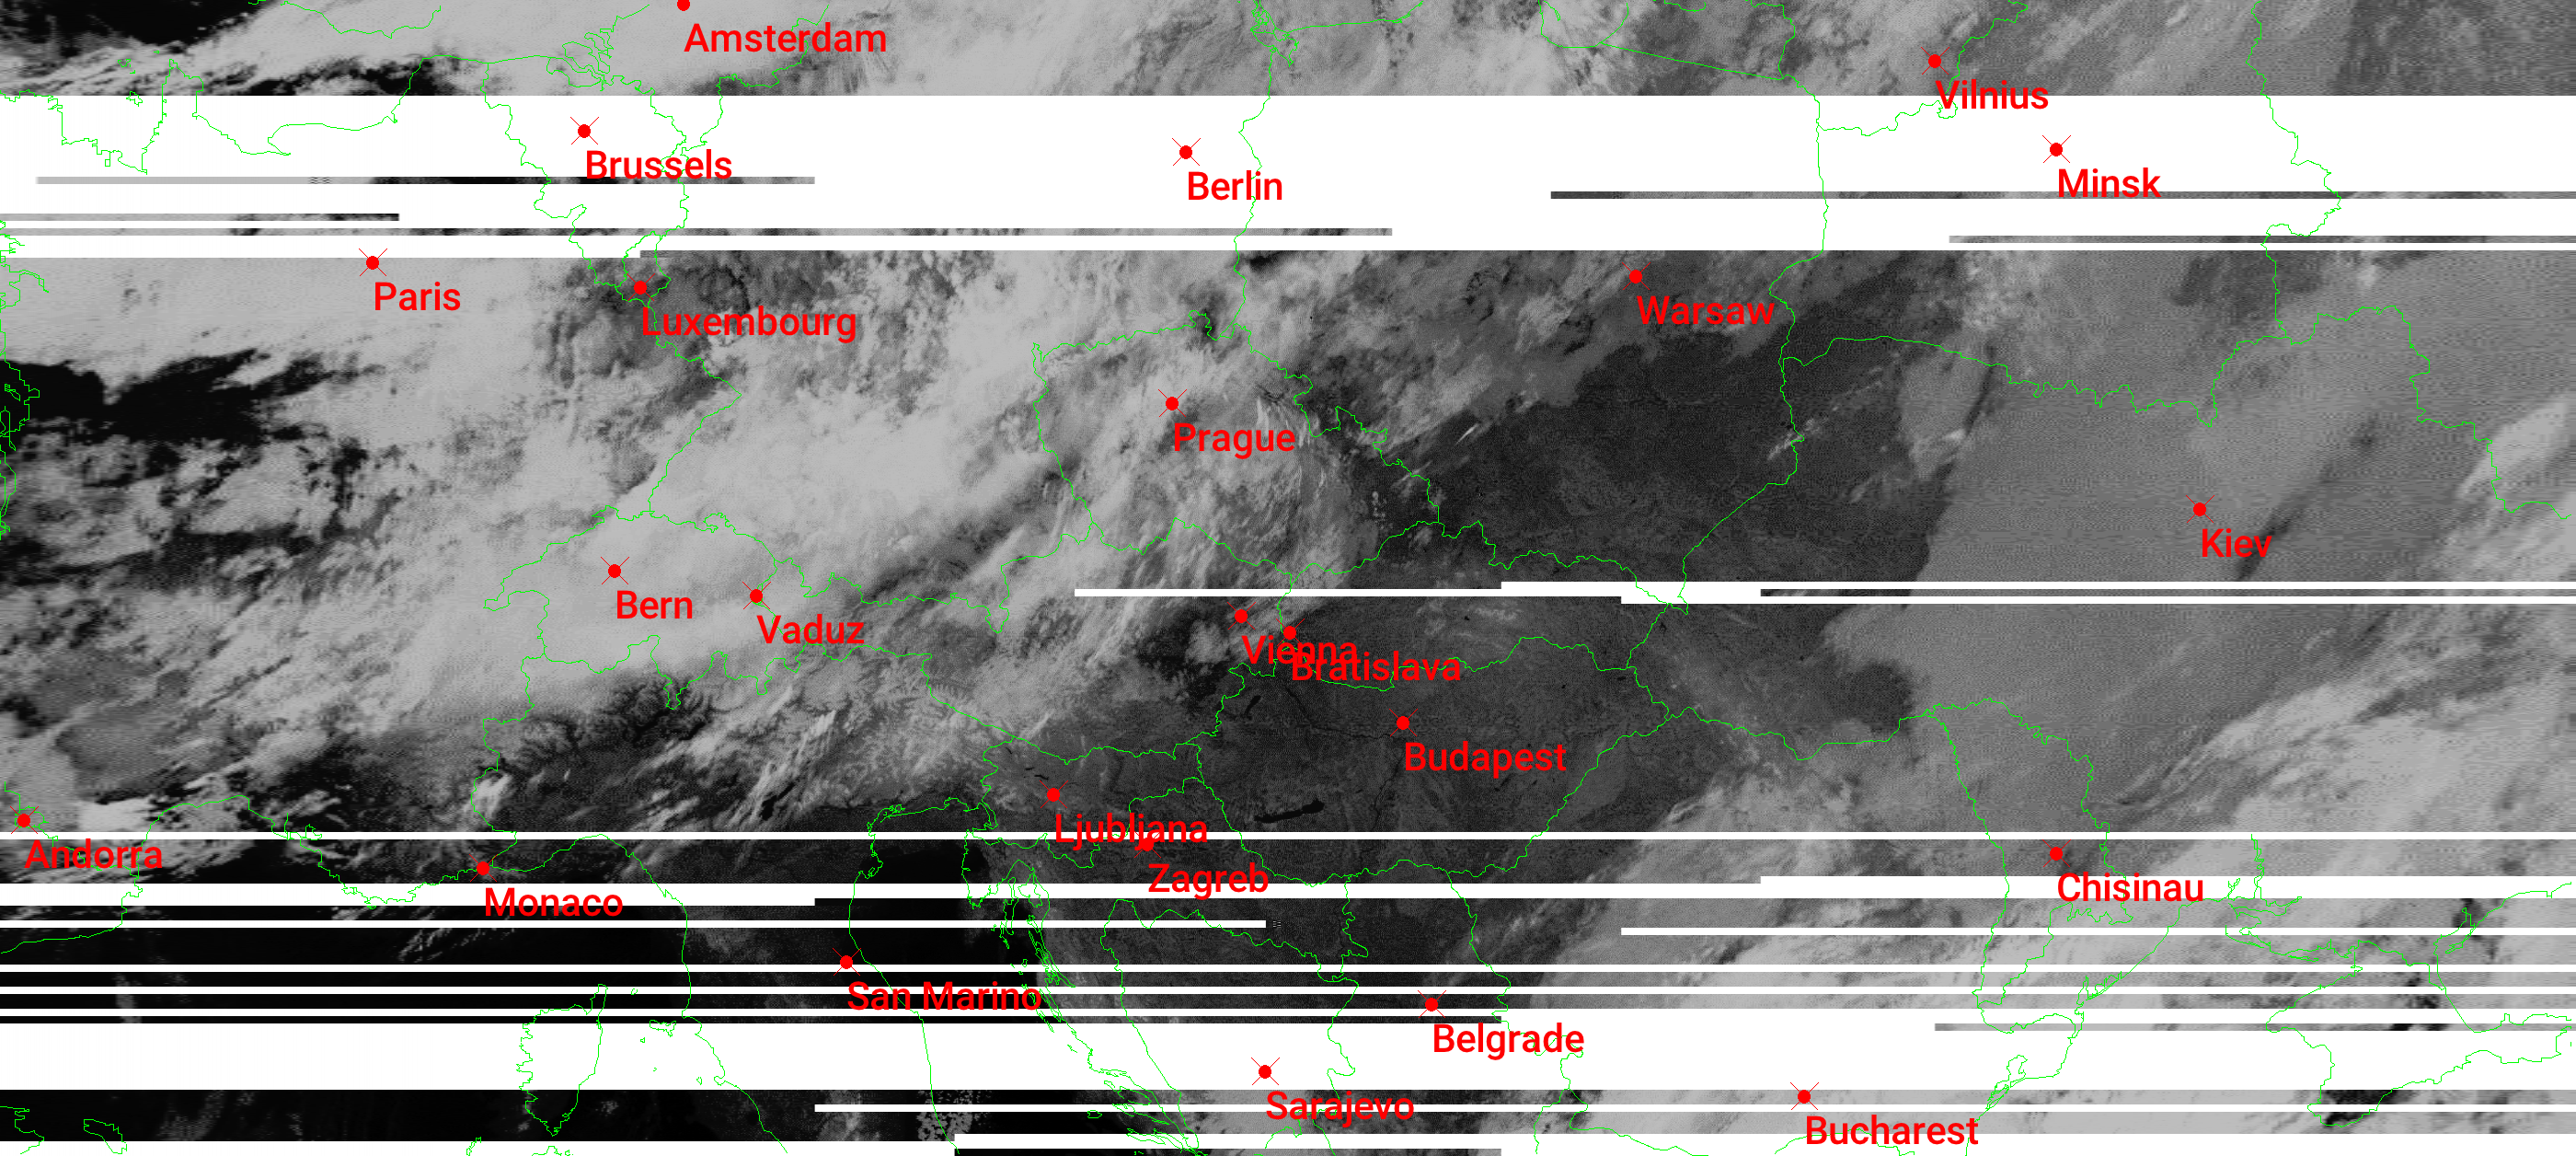 Amsterdam
Vilnius
Brussels
Berlin
Minsk
Paris
Luxembourg
Warsaw
Prague
Kiev
Bern
Vaduz
Vienna
Bratislava
Budapest
Ljubljana
Andorra
Zagreb
Monaco
Chisinau
San Marino
Belgrade
Sarajevo
Bucharest